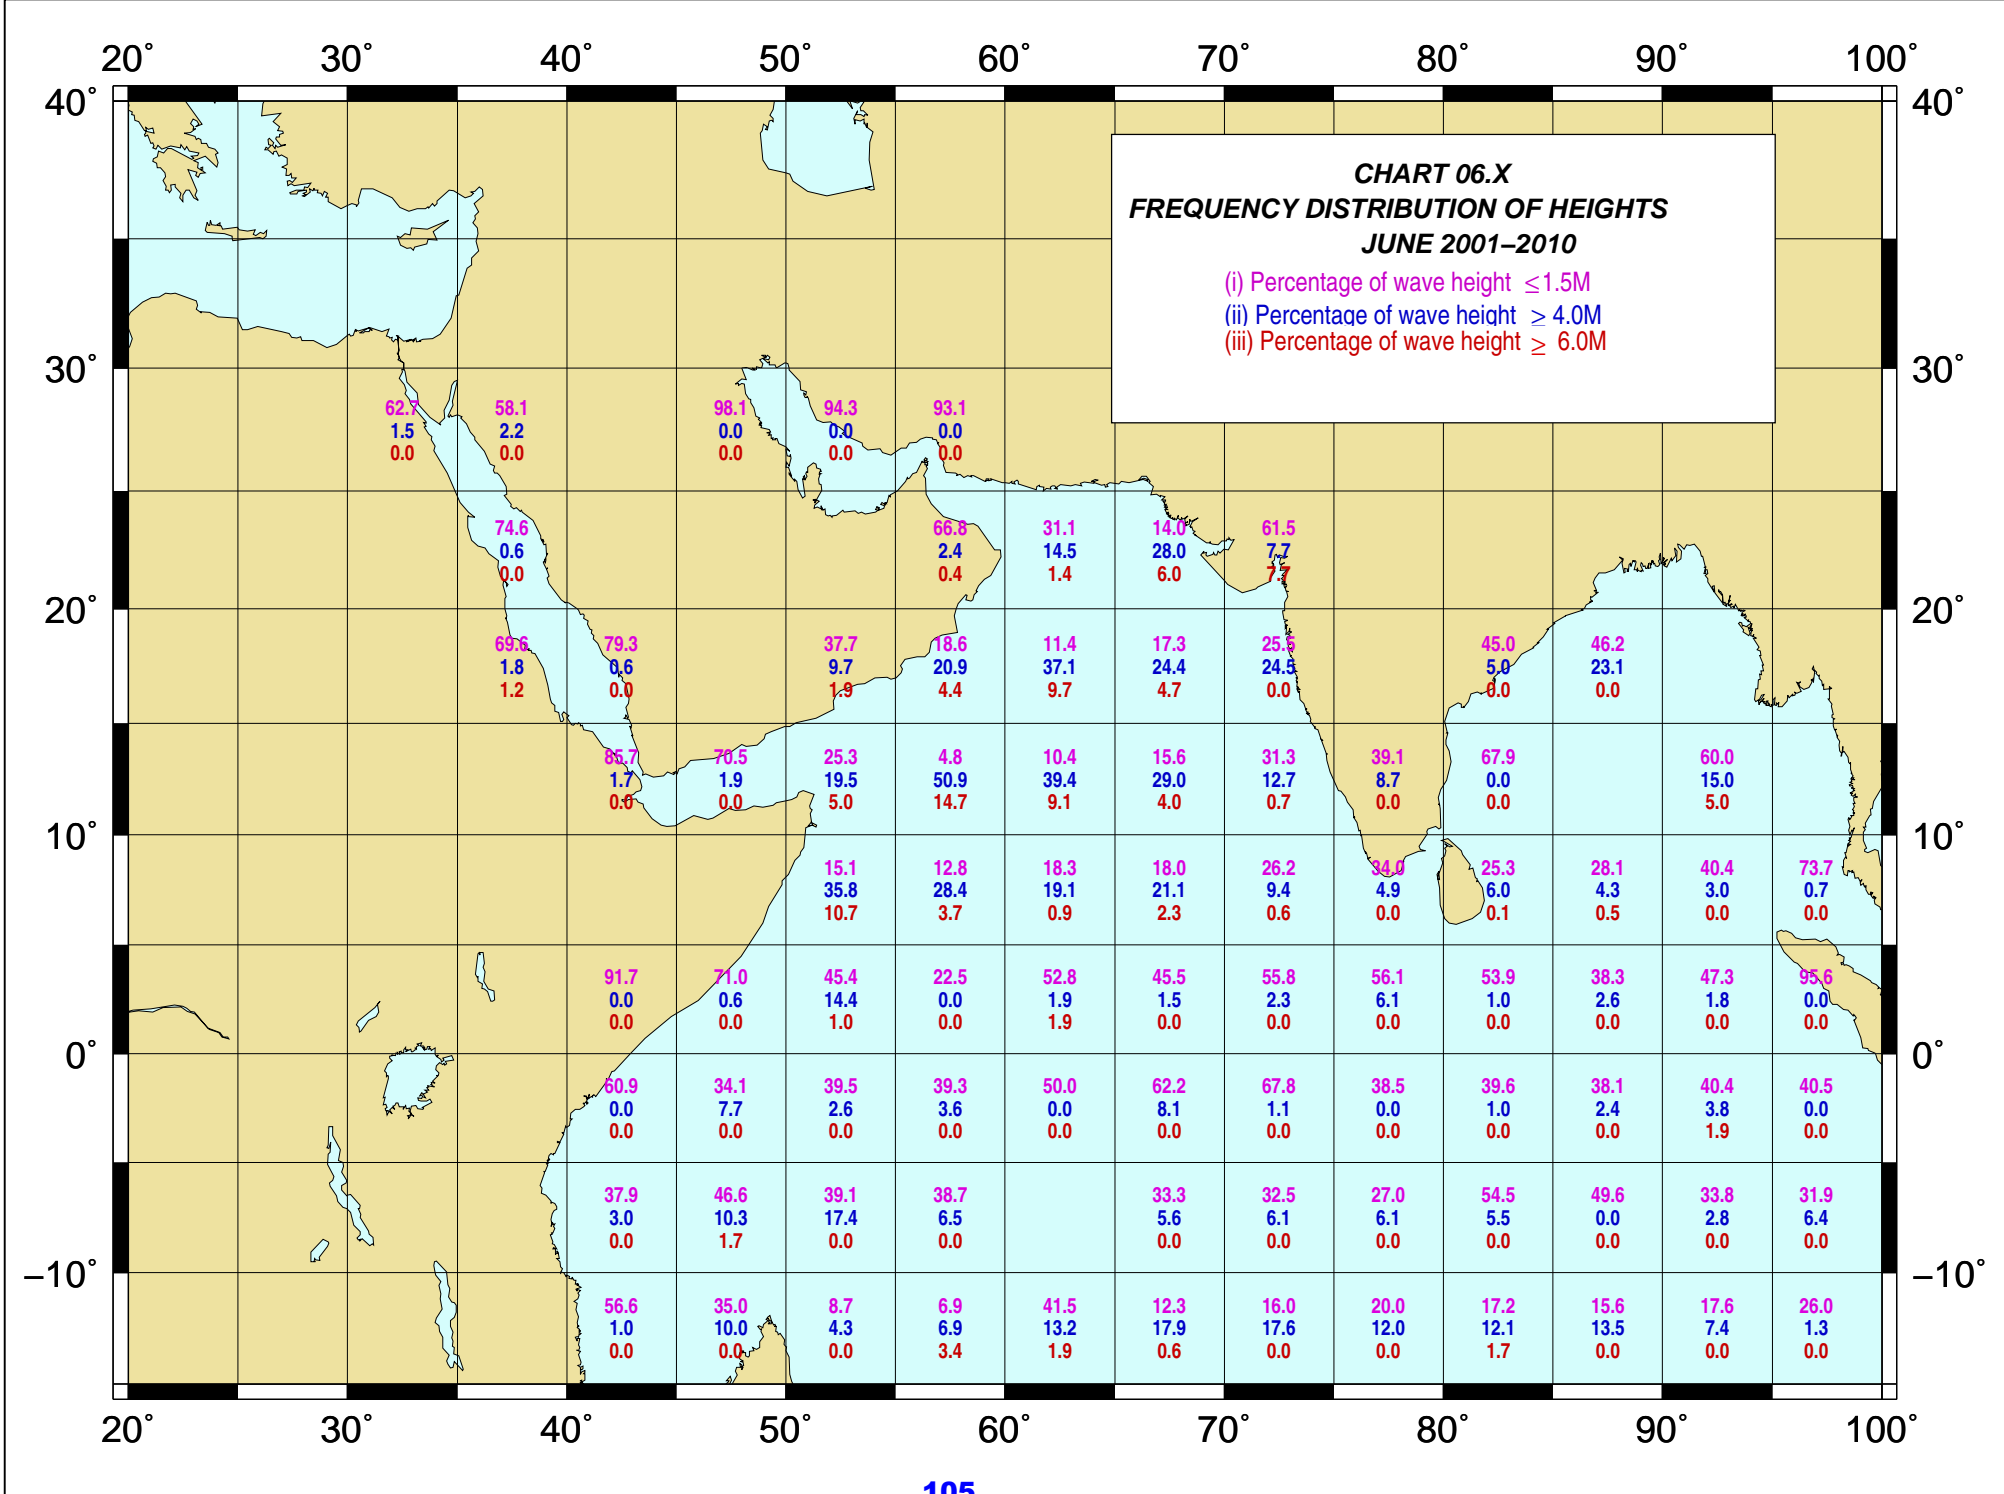 20° 30° 40° 50° 60° 70° 80° 90° 100°
40° 40°
CHART 06.X
FREQUENCY DISTRIBUTION OF HEIGHTS
JUNE 2001–2010
(i) Percentage of wave height ≤1.5M
(ii) Percentage of wave height ≥ 4.0M
(iii) Percentage of wave height ≥ 6.0M
30° 30°
62.7 58.1 98.1 94.3 93.1
1.5 2.2 0.0 0.0 0.0
0.0 0.0 0.0 0.0 0.0
74.6 66.8 31.1 14.0 61.5
0.6 2.4 14.5 28.0 7.7
0.0 0.4 1.4 6.0 7.7
20° 20°
69.6 79.3 37.7 18.6 11.4 17.3 25.5 45.0 46.2
1.8 0.6 9.7 20.9 37.1 24.4 24.5 5.0 23.1
1.2 0.0 1.9 4.4 9.7 4.7 0.0 0.0 0.0
85.7 70.5 25.3 4.8 10.4 15.6 31.3 39.1 67.9 60.0
1.7 1.9 19.5 50.9 39.4 29.0 12.7 8.7 0.0 15.0
0.0 0.0 5.0 14.7 9.1 4.0 0.7 0.0 0.0 5.0
10° 10°
15.1 12.8 18.3 18.0 26.2 34.0 25.3 28.1 40.4 73.7
35.8 28.4 19.1 21.1 9.4 4.9 6.0 4.3 3.0 0.7
10.7 3.7 0.9 2.3 0.6 0.0 0.1 0.5 0.0 0.0
91.7 71.0 45.4 22.5 52.8 45.5 55.8 56.1 53.9 38.3 47.3 95.6
0.0 0.6 14.4 0.0 1.9 1.5 2.3 6.1 1.0 2.6 1.8 0.0
0.0 0.0 1.0 0.0 1.9 0.0 0.0 0.0 0.0 0.0 0.0 0.0
0° 0°
60.9 34.1 39.5 39.3 50.0 62.2 67.8 38.5 39.6 38.1 40.4 40.5
0.0 7.7 2.6 3.6 0.0 8.1 1.1 0.0 1.0 2.4 3.8 0.0
0.0 0.0 0.0 0.0 0.0 0.0 0.0 0.0 0.0 0.0 1.9 0.0
37.9 46.6 39.1 38.7 33.3 32.5 27.0 54.5 49.6 33.8 31.9
3.0 10.3 17.4 6.5 5.6 6.1 6.1 5.5 0.0 2.8 6.4
0.0 1.7 0.0 0.0 0.0 0.0 0.0 0.0 0.0 0.0 0.0
−10° −10°
56.6 35.0 8.7 6.9 41.5 12.3 16.0 20.0 17.2 15.6 17.6 26.0
1.0 10.0 4.3 6.9 13.2 17.9 17.6 12.0 12.1 13.5 7.4 1.3
0.0 0.0 0.0 3.4 1.9 0.6 0.0 0.0 1.7 0.0 0.0 0.0
20° 30° 40° 50° 60° 70° 80° 90° 100°
105